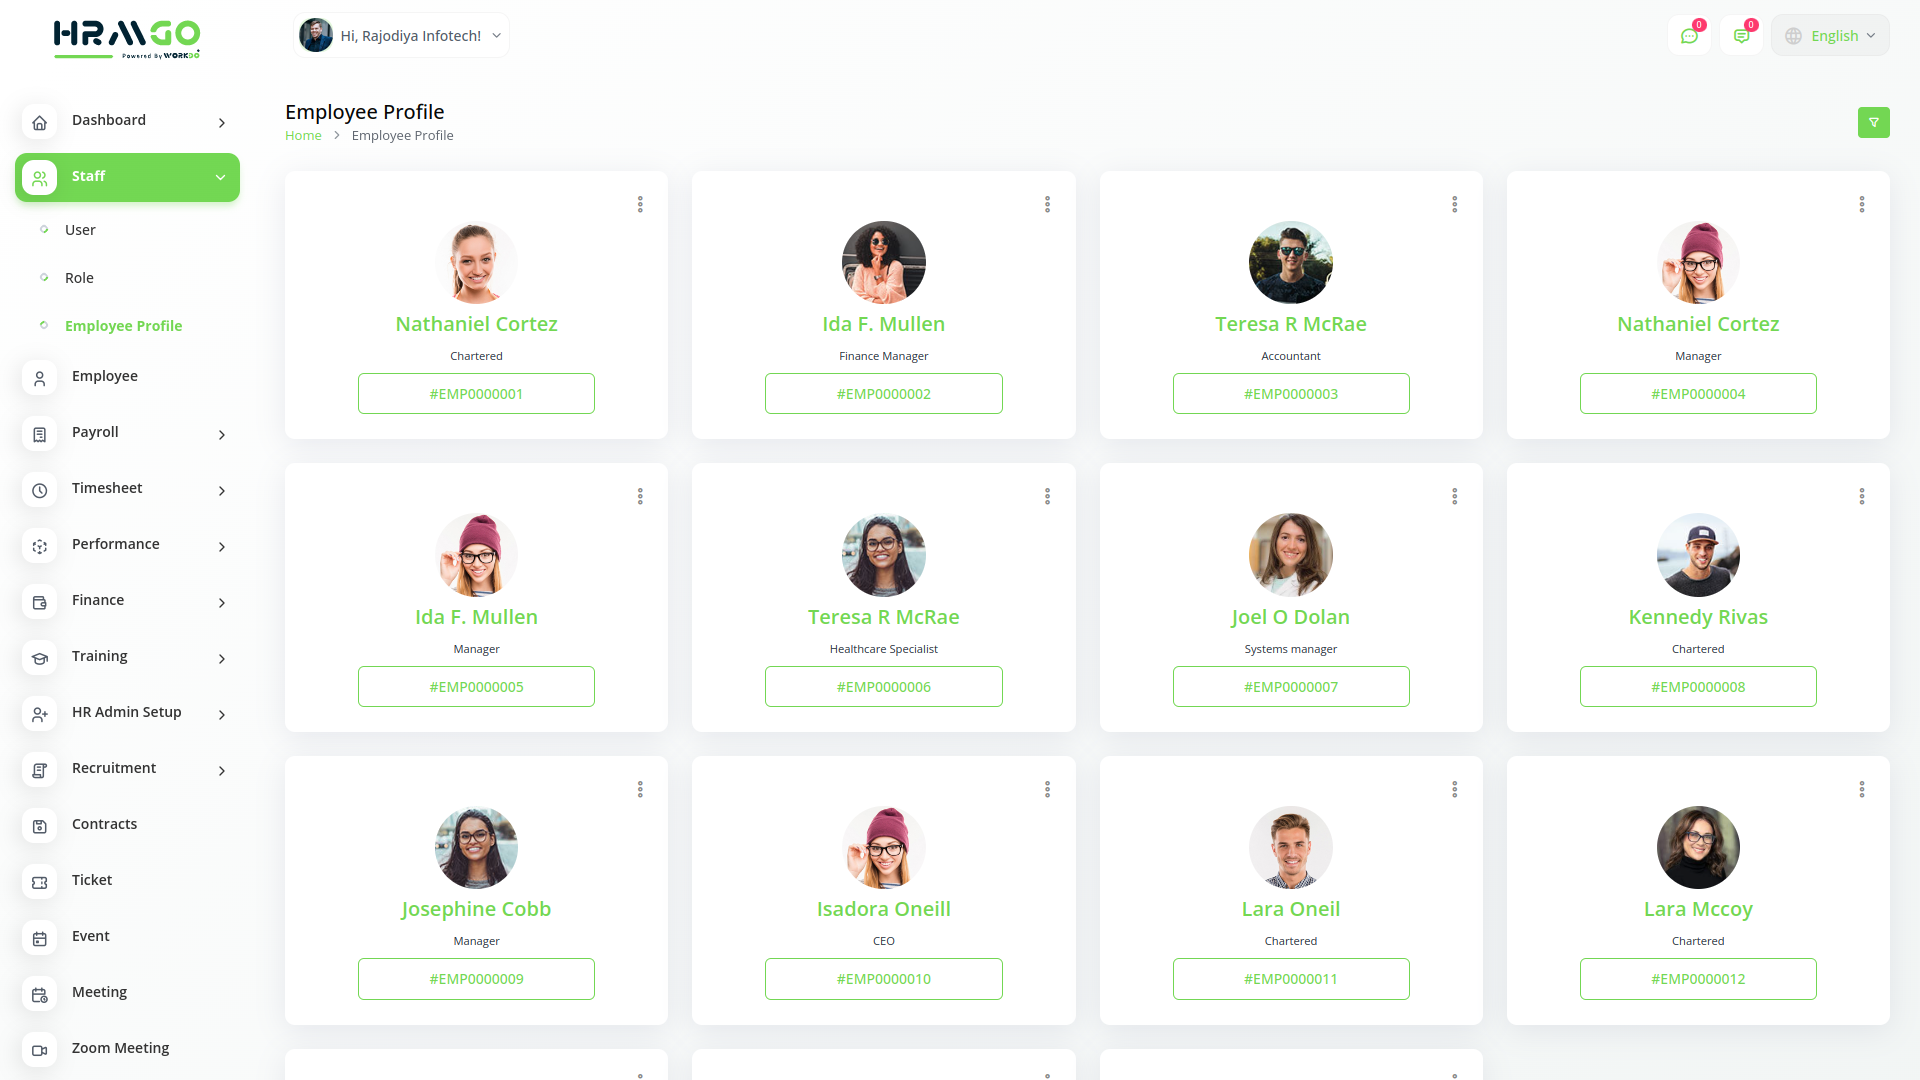 HRMGO
Powered By WORKDO
Hi, Rajodiya Infotech!
0
0
English
Dashboard
Staff
User
Role
Employee Profile
Employee
Payroll
Timesheet
Performance
Finance
Training
HR Admin Setup
Recruitment
Contracts
Ticket
Event
Meeting
Zoom Meeting
Employee Profile
Home > Employee Profile
Nathaniel Cortez
Chartered
#EMP0000001
Ida F. Mullen
Finance Manager
#EMP0000002
Teresa R McRae
Accountant
#EMP0000003
Nathaniel Cortez
Manager
#EMP0000004
Ida F. Mullen
Manager
#EMP0000005
Teresa R McRae
Healthcare Specialist
#EMP0000006
Joel O Dolan
Systems manager
#EMP0000007
Kennedy Rivas
Chartered
#EMP0000008
Josephine Cobb
Manager
#EMP0000009
Isadora Oneill
CEO
#EMP0000010
Lara Oneil
Chartered
#EMP0000011
Lara Mccoy
Chartered
#EMP0000012